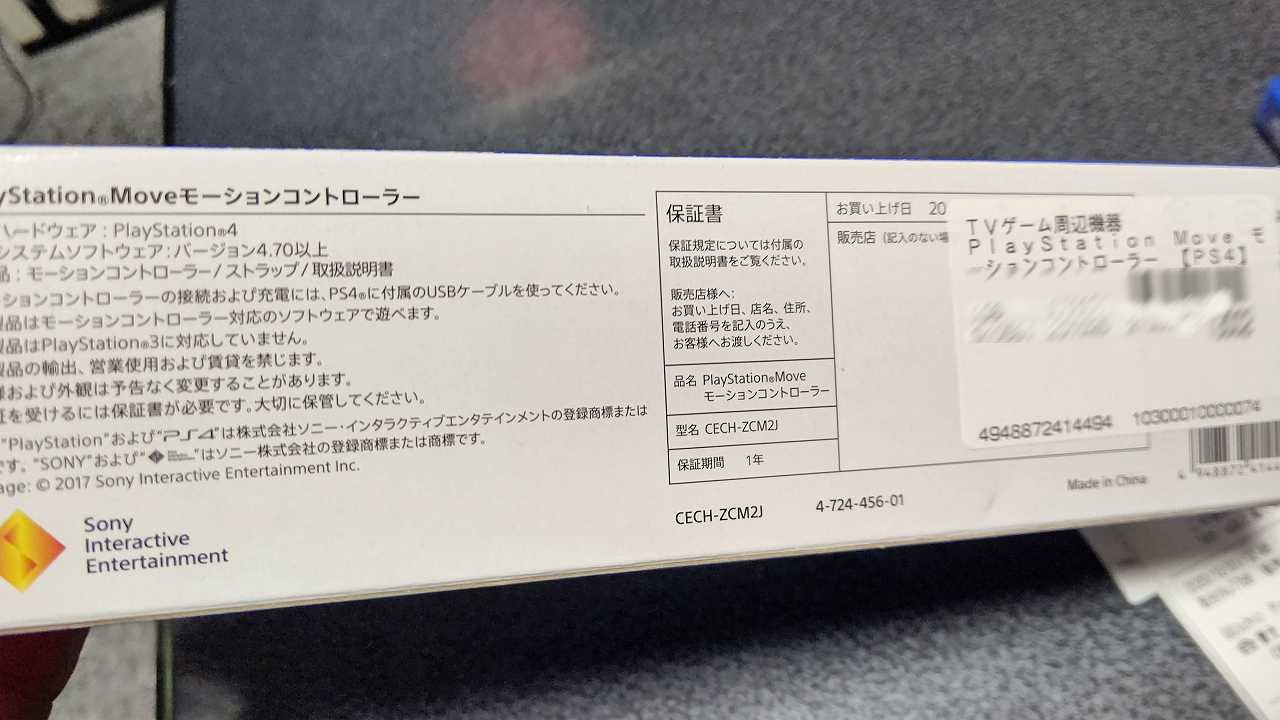 yStation®Moveモーションコントローラー
ハードウェア：PlayStation®4
システムソフトウェア：バージョン4.70以上
品：モーションコントローラー/ストラップ/取扱説明書
ーションコントローラーの接続および充電には、PS4®に付属のUSBケーブルを使ってください。
製品はモーションコントローラー対応のソフトウェアで遊べます。
製品はPlayStation®3に対応していません。
製品の輸出、営業使用および賃貸を禁じます。
様および外観は予告なく変更することがあります。
証を受けるには保証書が必要です。大切に保管してください。
"PlayStation"および"PS4"は株式会社ソニー・インタラクティブエンタテインメントの登録商標または
です。"SONY"および" "はソニー株式会社の登録商標または商標です。
age: © 2017 Sony Interactive Entertainment Inc.
Sony
Interactive
Entertainment
保証書
保証規定については付属の
取扱説明書をご覧ください。
販売店様へ：
お買い上げ日、店名、住所、
電話番号を記入のうえ、
お客様へお渡しください。
品名 PlayStation®Move
モーションコントローラー
型名 CECH-ZCM2J
保証期間 1年
お買い上げ日 20
販売店（記入のない場
TVゲーム周辺機器
PlayStation Move モ
ーションコントローラー 【PS4】
4948872414494 10300010000074
CECH-ZCM2J 4-724-456-01
Made in China